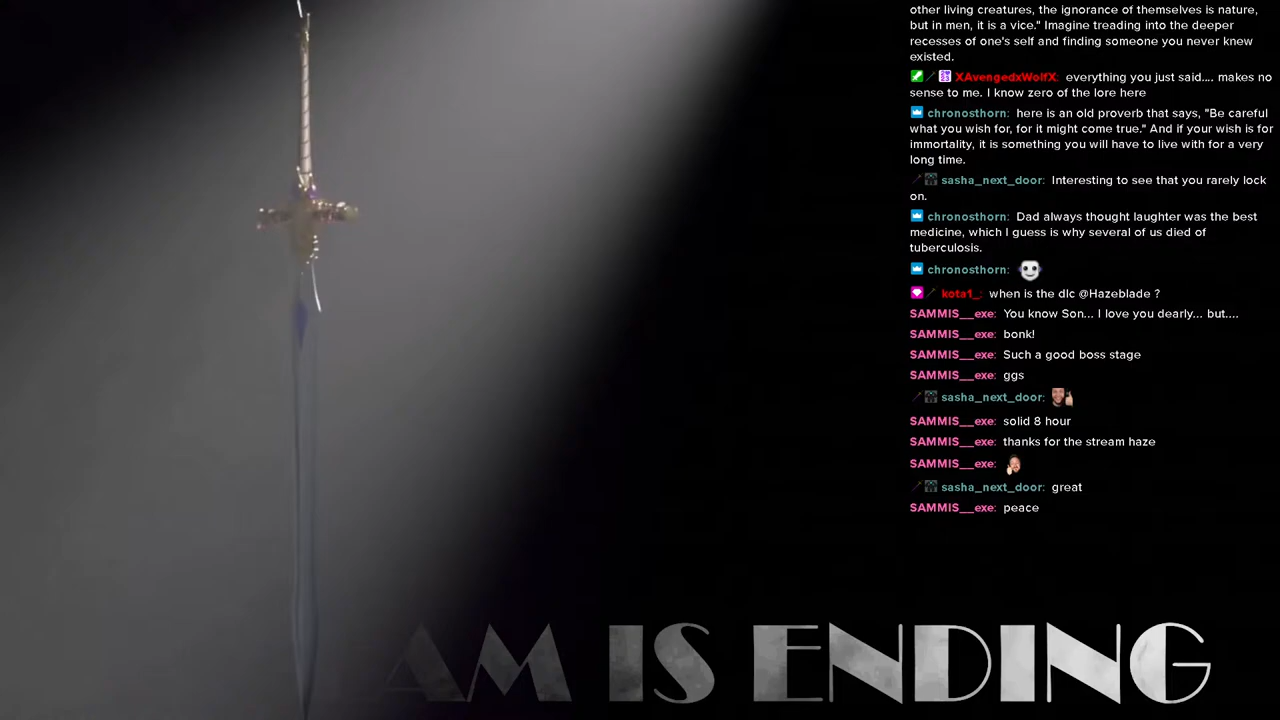 other living creatures, the ignorance of themselves is nature,
but in men, it is a vice." Imagine treading into the deeper
recesses of one's self and finding someone you never knew
existed.
XAvengedxWolfX: everything you just said.... makes no
sense to me. I know zero of the lore here
chronosthorn: here is an old proverb that says, "Be careful
what you wish for, for it might come true." And if your wish is for
immortality, it is something you will have to live with for a very
long time.
sasha_next_door: Interesting to see that you rarely lock
on.
chronosthorn: Dad always thought laughter was the best
medicine, which I guess is why several of us died of
tuberculosis.
chronosthorn:
kota1_: when is the dlc @Hazeblade ?
SAMMIS__exe: You know Son... I love you dearly... but....
SAMMIS__exe: bonk!
SAMMIS__exe: Such a good boss stage
SAMMIS__exe: ggs
sasha_next_door:
SAMMIS__exe: solid 8 hour
SAMMIS__exe: thanks for the stream haze
SAMMIS__exe:
sasha_next_door: great
SAMMIS__exe: peace
AM IS ENDING